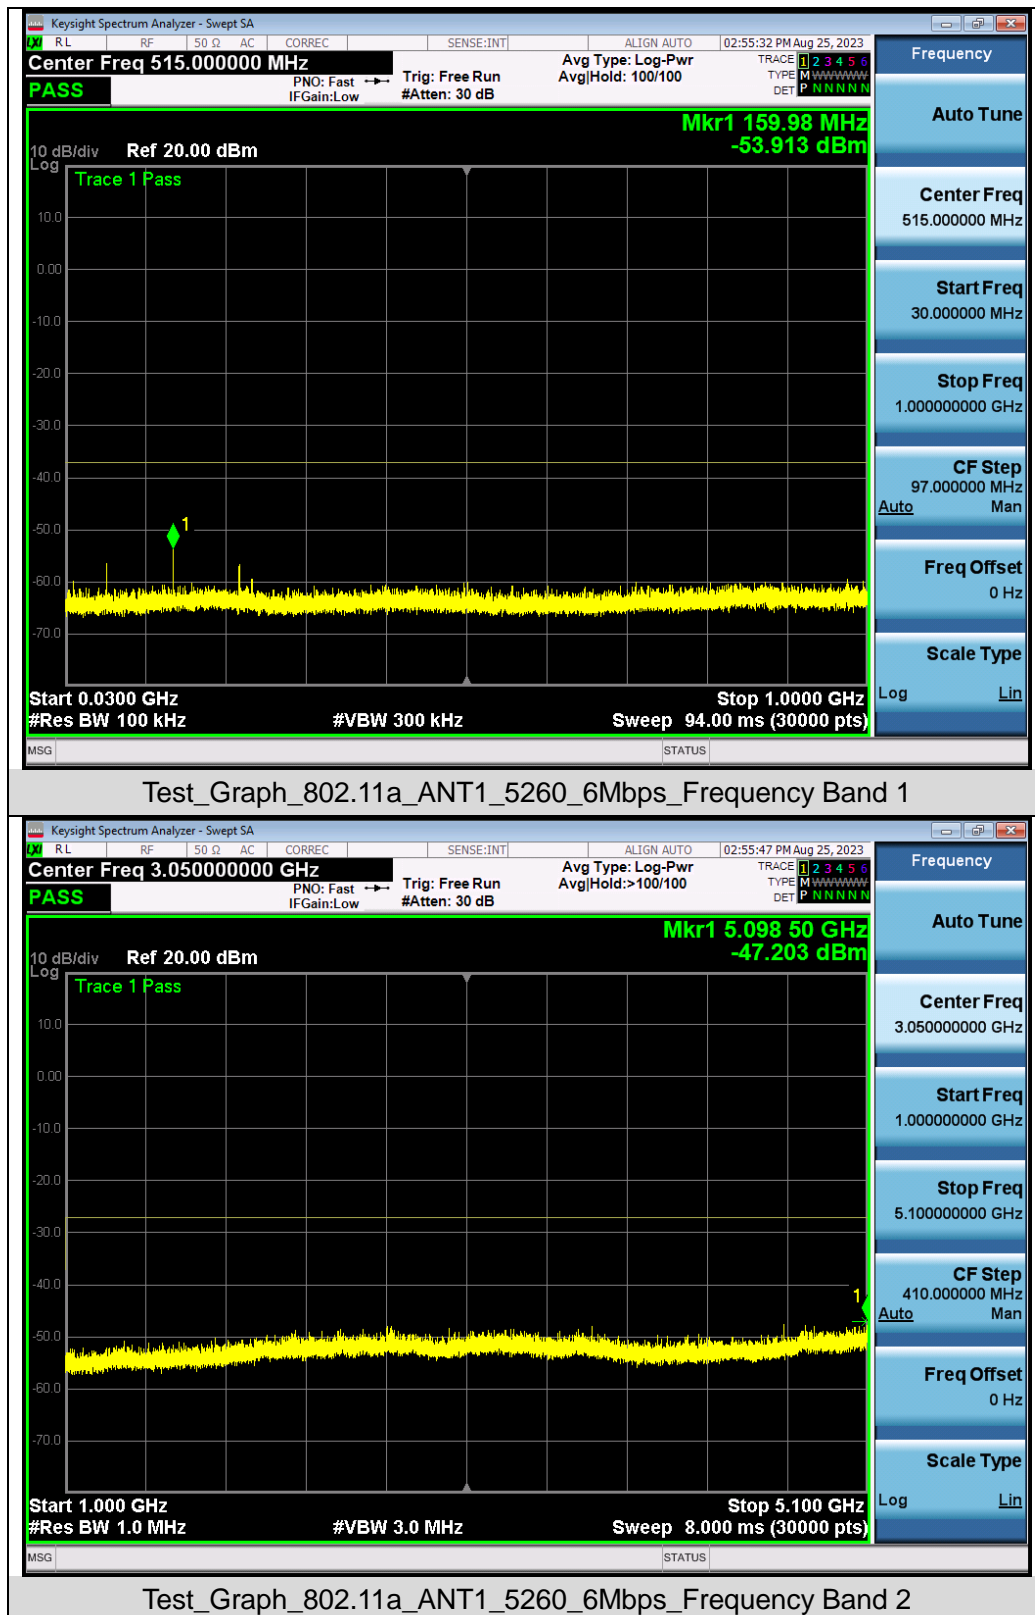 Keysight Spectrum Analyzer - Swept SA
LXI RL RF 50 Ω AC CORREC SENSE:INT ALIGN AUTO 02:55:32 PM Aug 25, 2023
Center Freq 515.000000 MHz
Avg Type: Log-Pwr
TRACE 1 2 3 4 5 6
PASS
PNO: Fast
IFGain:Low
Trig: Free Run
#Atten: 30 dB
Avg|Hold: 100/100
TYPE M WWWWW
DET P N N N N N
Mkr1 159.98 MHz
-53.913 dBm
10 dB/div
Log
Ref 20.00 dBm
Trace 1 Pass
10.0
0.00
-10.0
-20.0
-30.0
-40.0
-50.0
-60.0
-70.0
1
Start 0.0300 GHz
Stop 1.0000 GHz
#Res BW 100 kHz
#VBW 300 kHz
Sweep 94.00 ms (30000 pts)
MSG
STATUS
Frequency
Auto Tune
Center Freq
515.000000 MHz
Start Freq
30.000000 MHz
Stop Freq
1.000000000 GHz
CF Step
97.000000 MHz
Auto Man
Freq Offset
0 Hz
Scale Type
Log Lin
Test_Graph_802.11a_ANT1_5260_6Mbps_Frequency Band 1
Keysight Spectrum Analyzer - Swept SA
LXI RL RF 50 Ω AC CORREC SENSE:INT ALIGN AUTO 02:55:47 PM Aug 25, 2023
Center Freq 3.050000000 GHz
Avg Type: Log-Pwr
TRACE 1 2 3 4 5 6
PASS
PNO: Fast
IFGain:Low
Trig: Free Run
#Atten: 30 dB
Avg|Hold:>100/100
TYPE M WWWWW
DET P N N N N N
Mkr1 5.098 50 GHz
-47.203 dBm
10 dB/div
Log
Ref 20.00 dBm
Trace 1 Pass
10.0
0.00
-10.0
-20.0
-30.0
-40.0
-50.0
-60.0
-70.0
1
Start 1.000 GHz
Stop 5.100 GHz
#Res BW 1.0 MHz
#VBW 3.0 MHz
Sweep 8.000 ms (30000 pts)
MSG
STATUS
Frequency
Auto Tune
Center Freq
3.050000000 GHz
Start Freq
1.000000000 GHz
Stop Freq
5.100000000 GHz
CF Step
410.000000 MHz
Auto Man
Freq Offset
0 Hz
Scale Type
Log Lin
Test_Graph_802.11a_ANT1_5260_6Mbps_Frequency Band 2